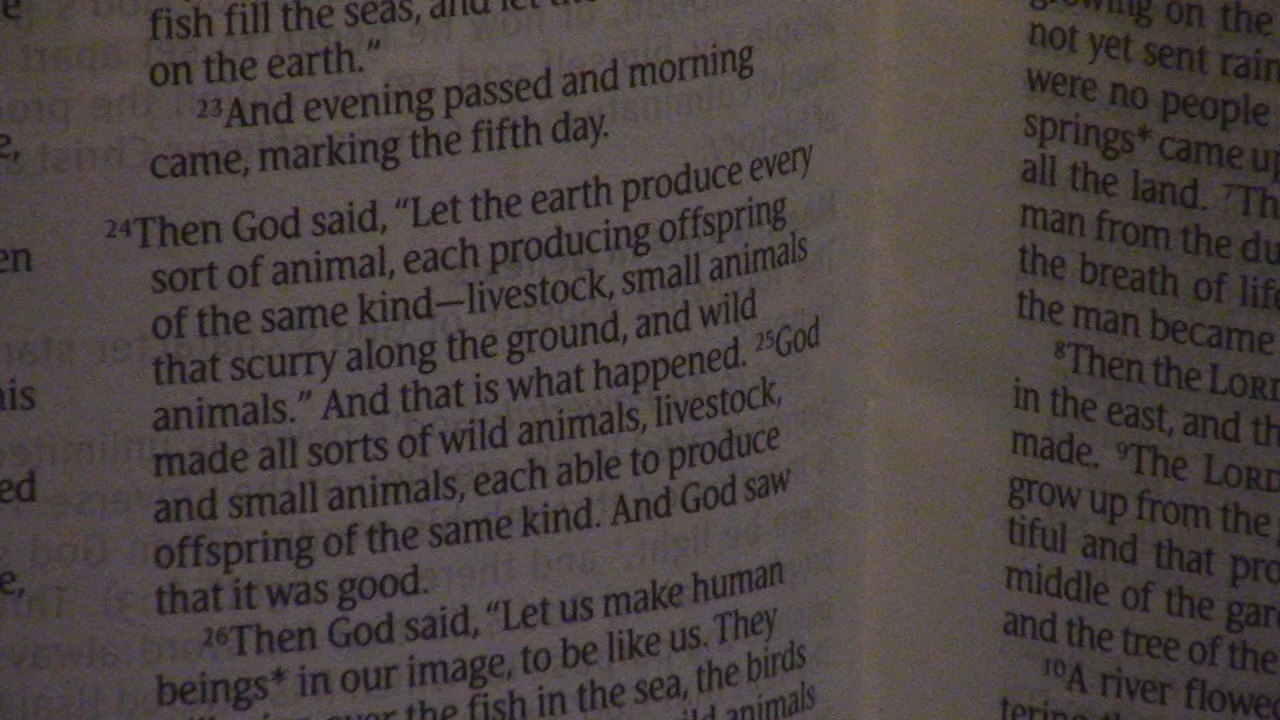 fish fill the seas, and let
on the earth.”
²³And evening passed and morning
came, marking the fifth day.
²⁴Then God said, “Let the earth produce every
sort of animal, each producing offspring
of the same kind—livestock, small animals
that scurry along the ground, and wild
animals.” And that is what happened. ²⁵God
made all sorts of wild animals, livestock,
and small animals, each able to produce
offspring of the same kind. And God saw
that it was good.
²⁶Then God said, “Let us make human
beings* in our image, to be like us. They
over the fish in the sea, the birds
animals
growing on the
not yet sent rain
were no people
springs* came up
all the land. ⁷Th
man from the du
the breath of life
the man became
⁸Then the LORD
in the east, and th
made. ⁹The LORD
grow up from the
tiful and that pro
middle of the gar
and the tree of the
¹⁰A river flowe